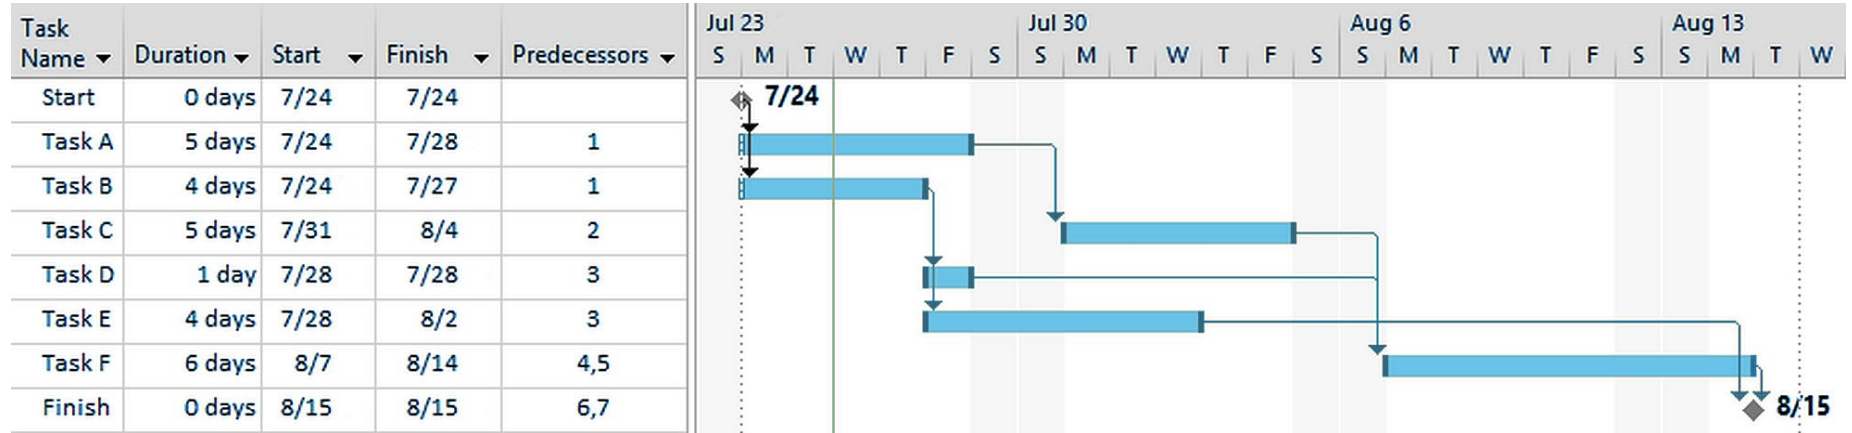 Task Name Duration Start Finish Predecessors
Jul 23 Jul 30 Aug 6 Aug 13
S M T W T F S S M T W T F S S M T W T F S S M T W
Start 0 days 7/24 7/24 7/24
Task A 5 days 7/24 7/28 1
Task B 4 days 7/24 7/27 1
Task C 5 days 7/31 8/4 2
Task D 1 day 7/28 7/28 3
Task E 4 days 7/28 8/2 3
Task F 6 days 8/7 8/14 4,5
Finish 0 days 8/15 8/15 6,7 8/15